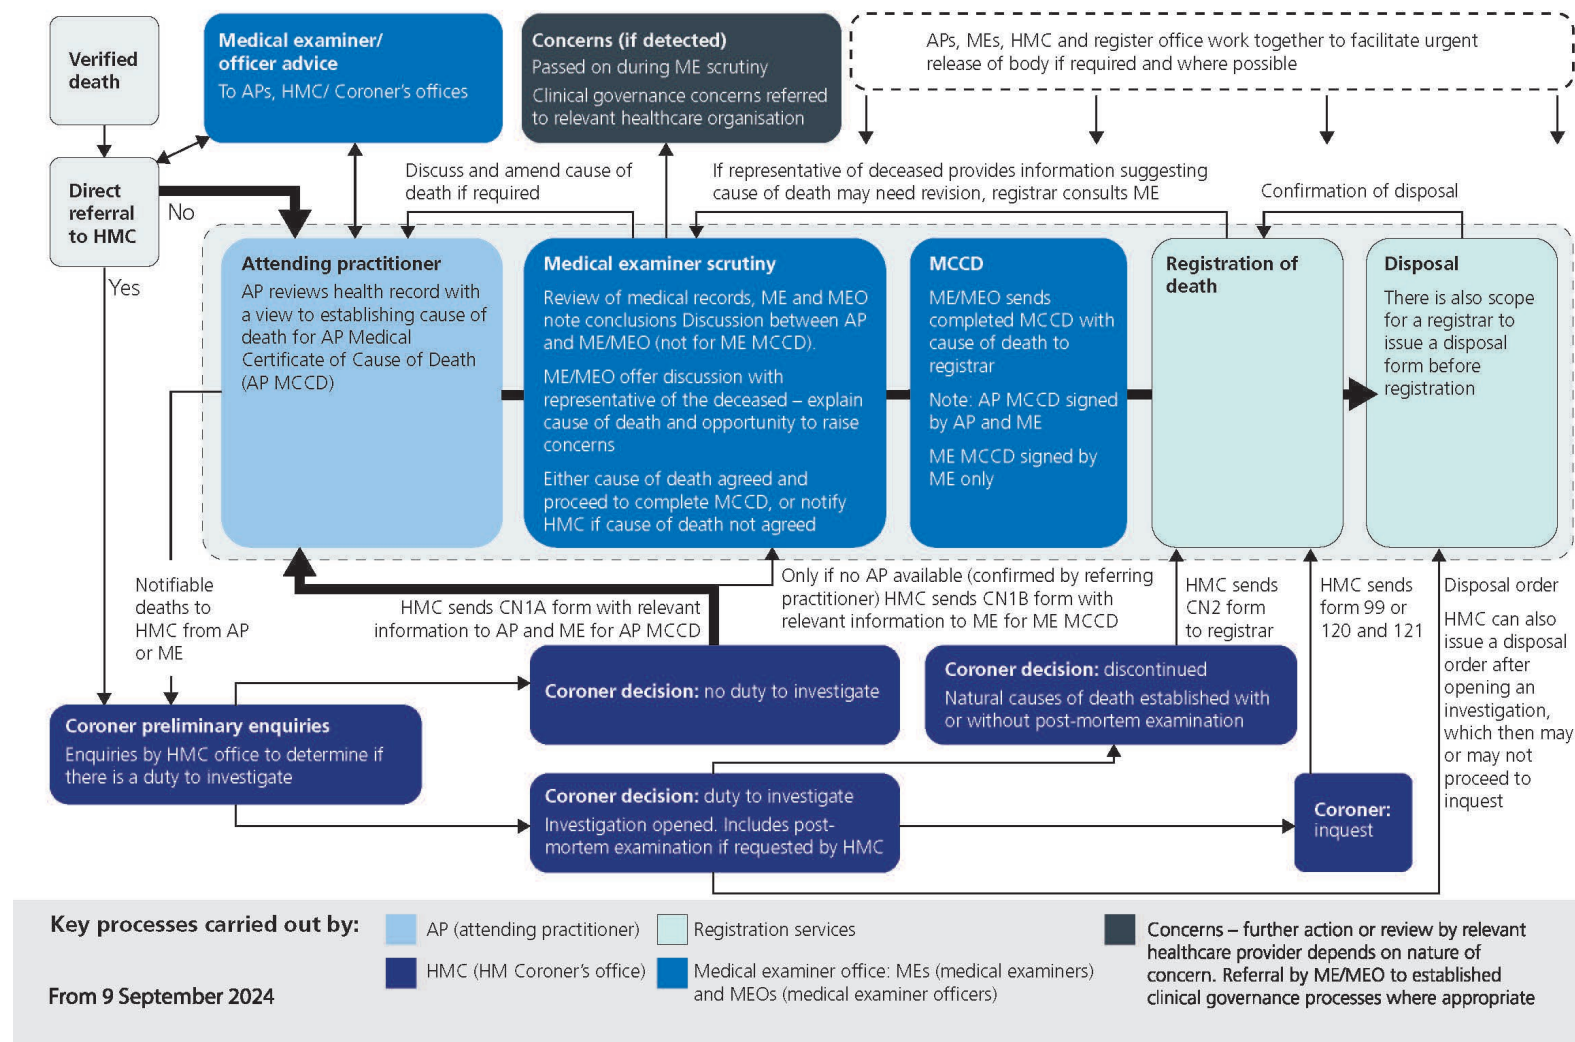 Verified
death
Medical examiner/
officer advice
To APs, HMC/ Coroner's offices
Concerns (if detected)
Passed on during ME scrutiny
Clinical governance concerns referred
to relevant healthcare organisation
APs, MEs, HMC and register office work together to facilitate urgent
release of body if required and where possible
Direct
referral
to HMC
No
Yes
Discuss and amend cause of
death if required
If representative of deceased provides information suggesting
cause of death may need revision, registrar consults ME
Confirmation of disposal
Attending practitioner
AP reviews health record with
a view to establishing cause of
death for AP Medical
Certificate of Cause of Death
(AP MCCD)
Medical examiner scrutiny
Review of medical records, ME and MEO
note conclusions Discussion between AP
and ME/MEO (not for ME MCCD).
ME/MEO offer discussion with
representative of the deceased – explain
cause of death and opportunity to raise
concerns
Either cause of death agreed and
proceed to complete MCCD, or notify
HMC if cause of death not agreed
MCCD
ME/MEO sends
completed MCCD with
cause of death to
registrar
Note: AP MCCD signed
by AP and ME
ME MCCD signed by
ME only
Registration of
death
Disposal
There is also scope
for a registrar to
issue a disposal
form before
registration
Notifiable
deaths to
HMC from AP
or ME
HMC sends CN1A form with relevant
information to AP and ME for AP MCCD
Only if no AP available (confirmed by referring
practitioner) HMC sends CN1B form with
relevant information to ME for ME MCCD
HMC sends
CN2 form
to registrar
HMC sends
form 99 or
120 and 121
Disposal order
HMC can also
issue a disposal
order after
opening an
investigation,
which then may
or may not
proceed to
inquest
Coroner preliminary enquiries
Enquiries by HMC office to determine if
there is a duty to investigate
Coroner decision: no duty to investigate
Coroner decision: discontinued
Natural causes of death established with
or without post-mortem examination
Coroner decision: duty to investigate
Investigation opened. Includes post-
mortem examination if requested by HMC
Coroner:
inquest
Key processes carried out by:
AP (attending practitioner)
Registration services
HMC (HM Coroner's office)
Medical examiner office: MEs (medical examiners)
and MEOs (medical examiner officers)
Concerns – further action or review by relevant
healthcare provider depends on nature of
concern. Referral by ME/MEO to established
clinical governance processes where appropriate
From 9 September 2024